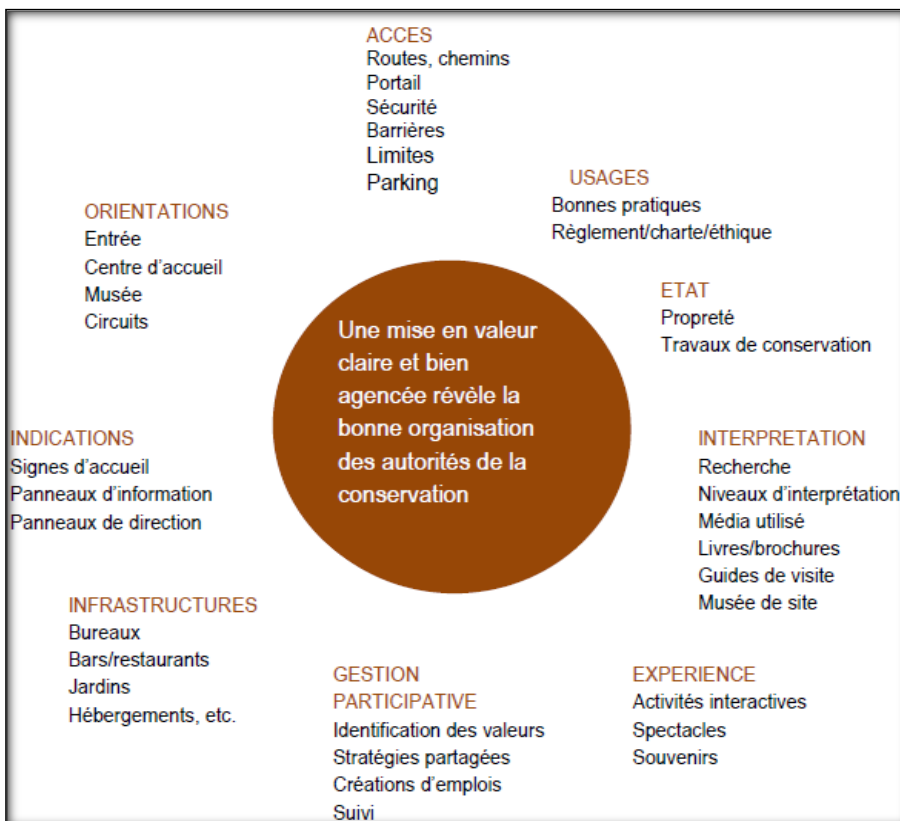 ACCES
Routes, chemins
Portail
Sécurité
Barrières
Limites
Parking
USAGES
Bonnes pratiques
Règlement/charte/éthique
ORIENTATIONS
Entrée
Centre d'accueil
Musée
Circuits
ETAT
Propreté
Travaux de conservation
Une mise en valeur
claire et bien
agencée révèle la
bonne organisation
des autorités de la
conservation
INDICATIONS
Signes d'accueil
Panneaux d'information
Panneaux de direction
INTERPRETATION
Recherche
Niveaux d'interprétation
Média utilisé
Livres/brochures
Guides de visite
Musée de site
INFRASTRUCTURES
Bureaux
Bars/restaurants
Jardins
Hébergements, etc.
GESTION
PARTICIPATIVE
Identification des valeurs
Stratégies partagées
Créations d'emplois
Suivi
EXPERIENCE
Activités interactives
Spectacles
Souvenirs